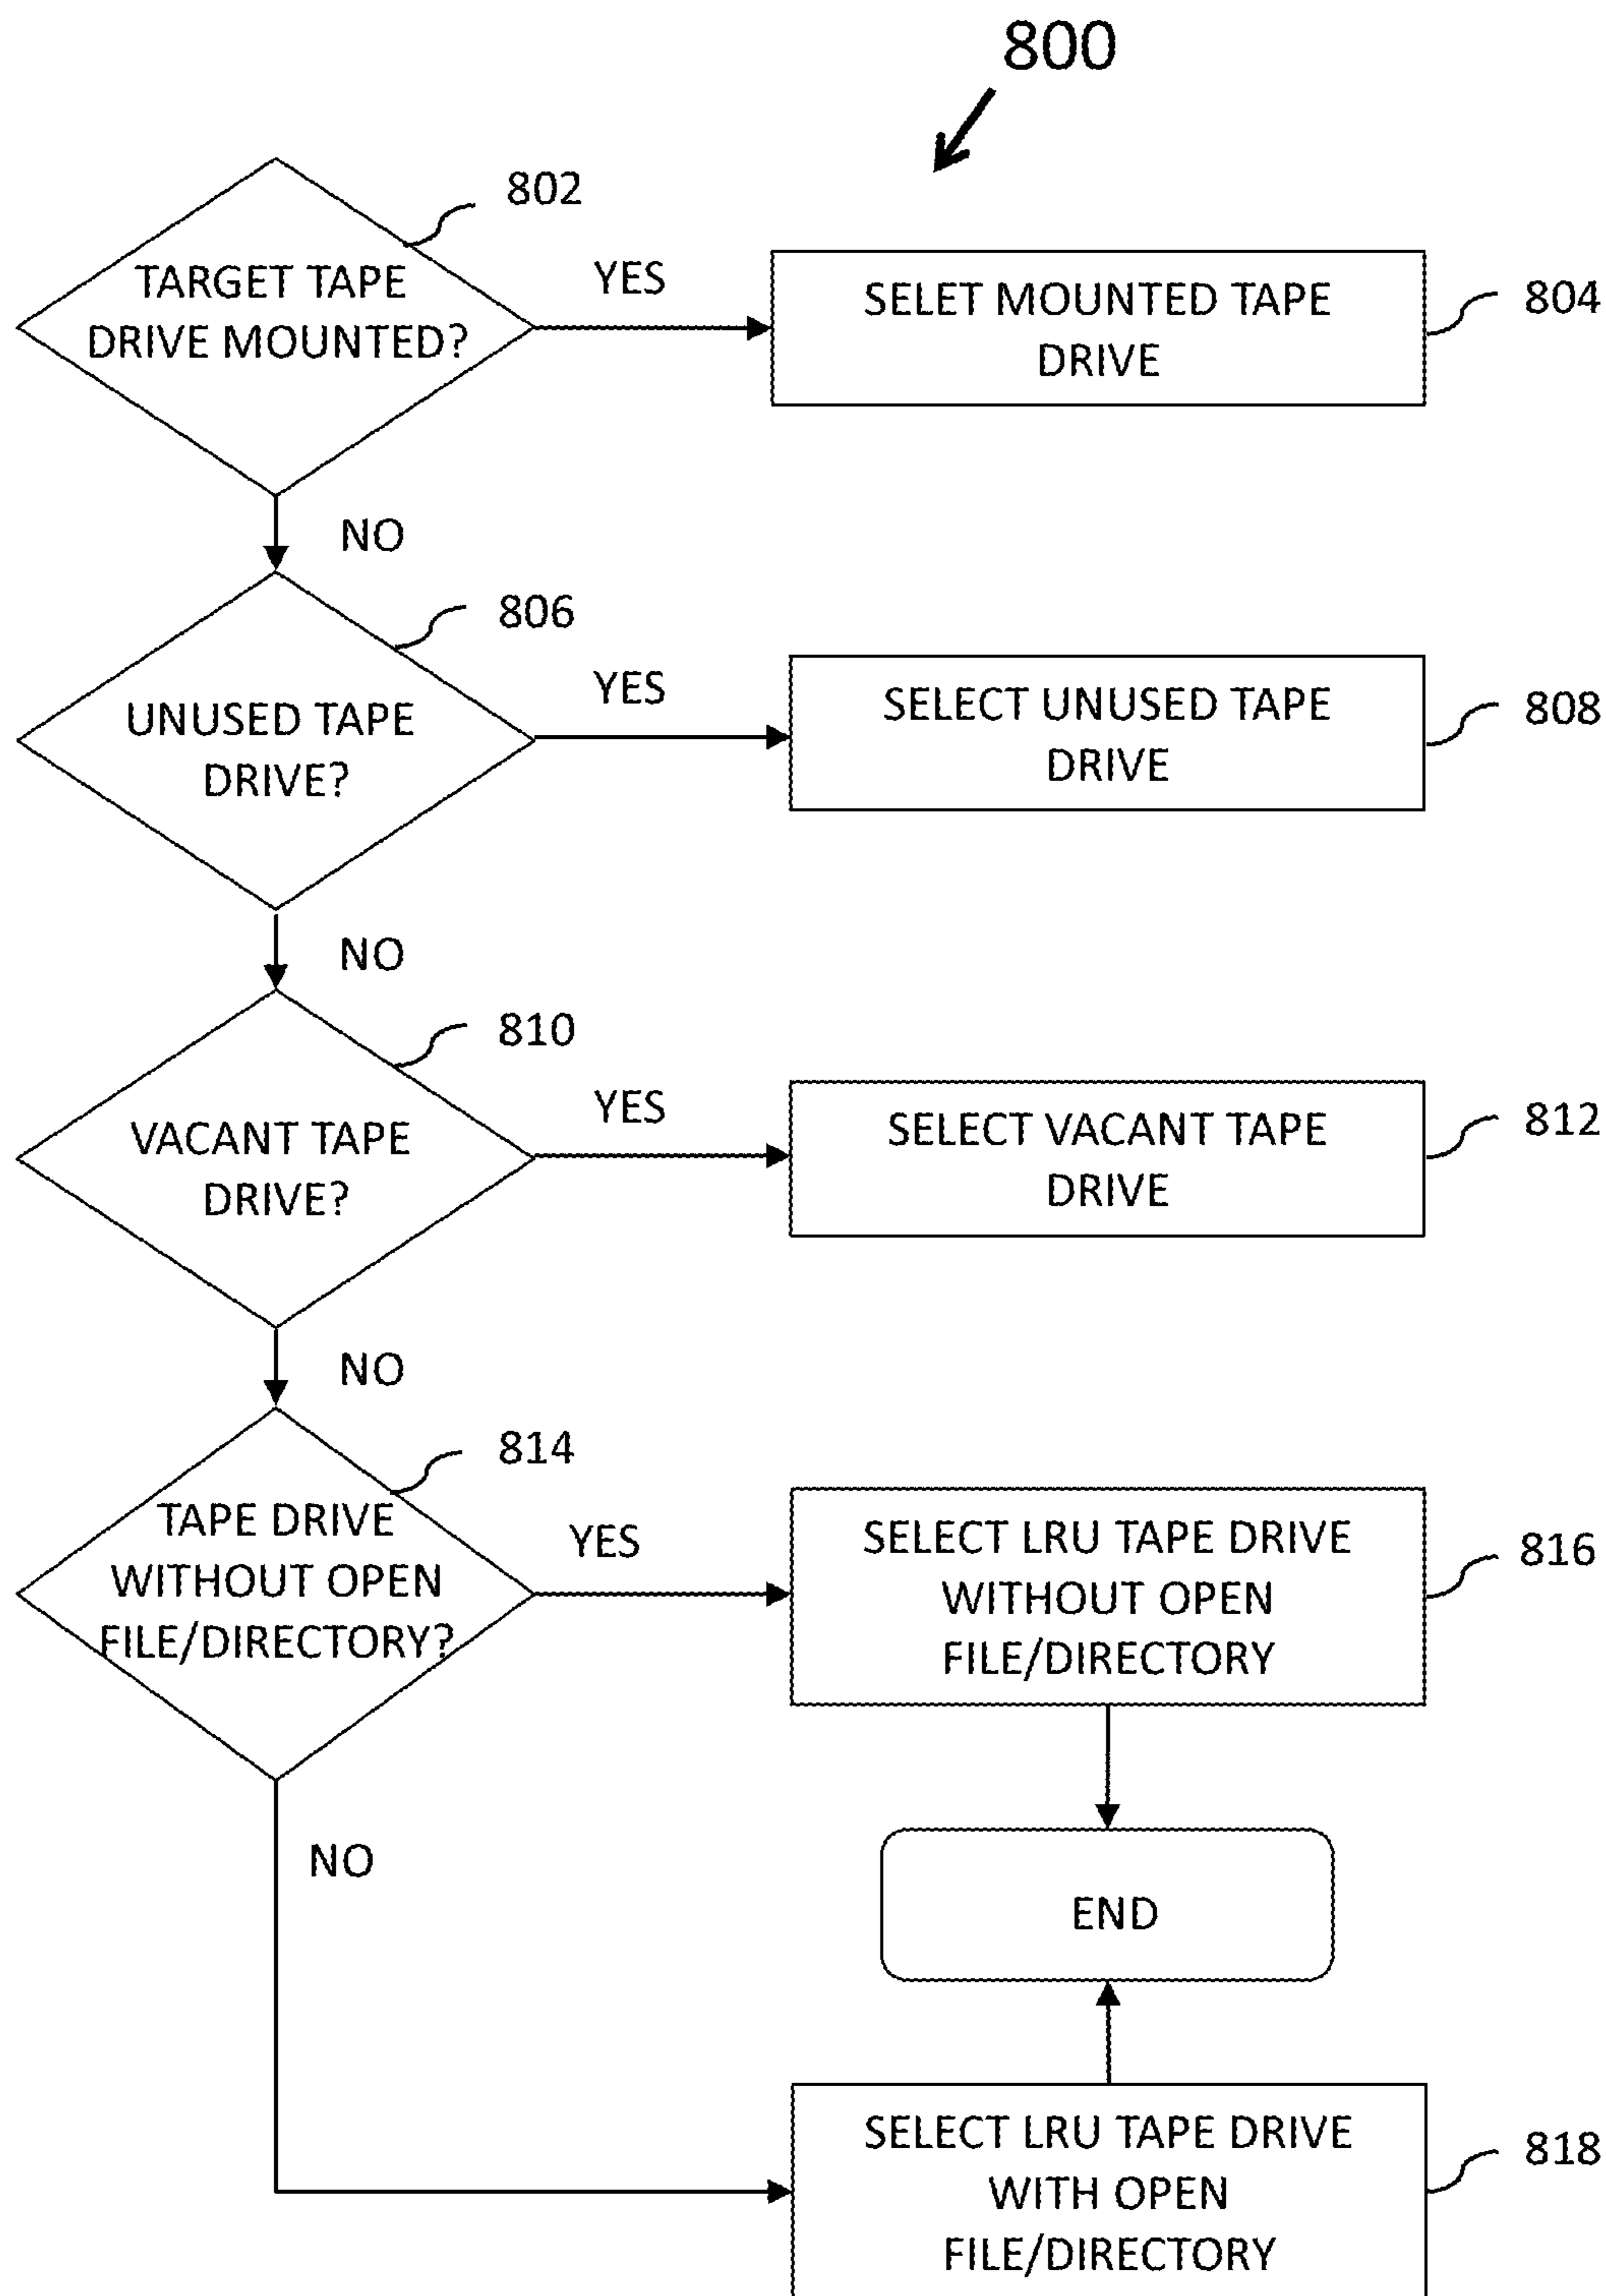 800
802
TARGET TAPE
DRIVE MOUNTED?
YES
SELET MOUNTED TAPE
DRIVE
804
NO
806
UNUSED TAPE
DRIVE?
YES
SELECT UNUSED TAPE
DRIVE
808
NO
810
VACANT TAPE
DRIVE?
YES
SELECT VACANT TAPE
DRIVE
812
NO
814
TAPE DRIVE
WITHOUT OPEN
FILE/DIRECTORY?
YES
SELECT LRU TAPE DRIVE
WITHOUT OPEN
FILE/DIRECTORY
816
NO
END
SELECT LRU TAPE DRIVE
WITH OPEN
FILE/DIRECTORY
818